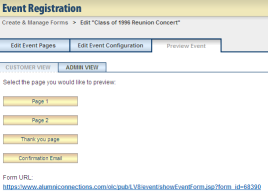 Event Registration
Create & Manage Forms > Edit "Class of 1996 Reunion Concert"
Edit Event Pages Edit Event Configuration Preview Event
CUSTOMER VIEW ADMIN VIEW
Select the page you would like to preview:
Page 1
Page 2
Thank you page
Confirmation Email
Form URL:
https://www.alumniconnections.com/olc/pub/LV8/event/showEventForm.jsp?form_id=68390